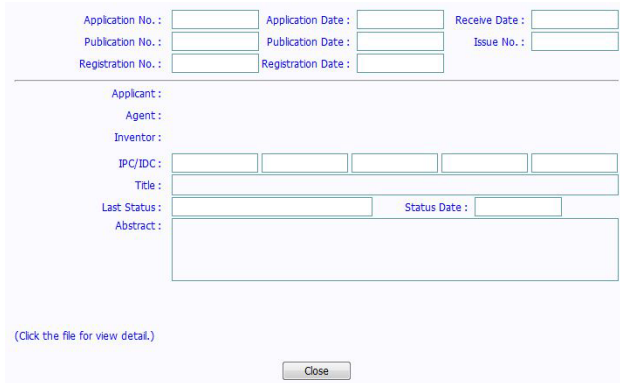 Application No. : Application Date : Receive Date :
Publication No. : Publication Date : Issue No. :
Registration No. : Registration Date :
Applicant :
Agent :
Inventor :
IPC/IDC :
Title :
Last Status : Status Date :
Abstract :
(Click the file for view detail.)
Close